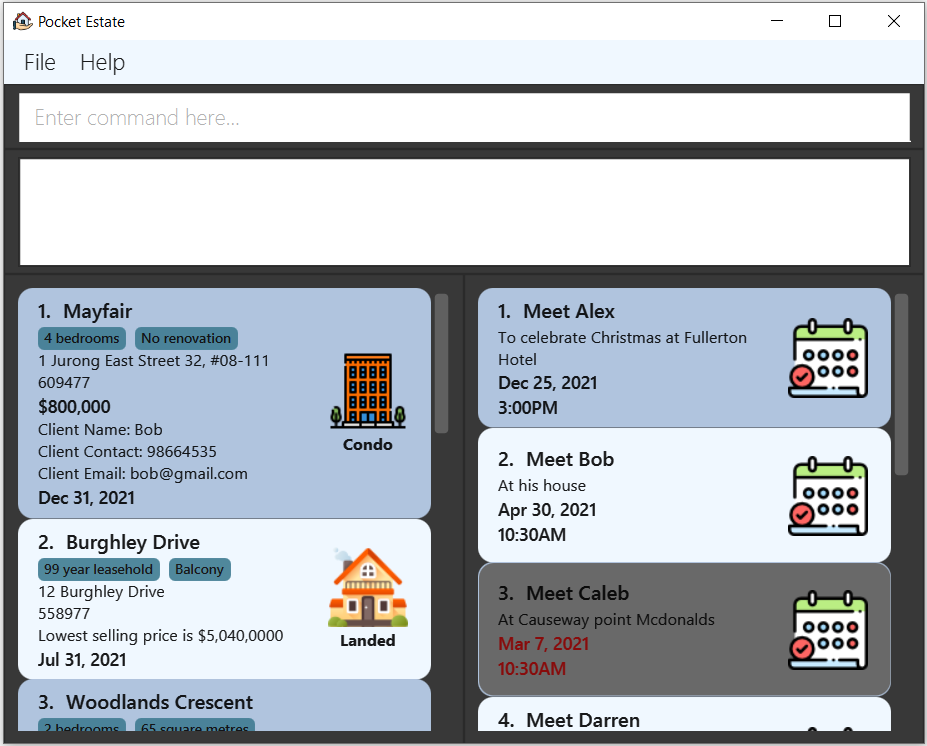 Pocket Estate
File Help
Enter command here...
1. Mayfair
4 bedrooms No renovation
1 Jurong East Street 32, #08-111
609477
$800,000
Client Name: Bob
Client Contact: 98664535
Client Email: bob@gmail.com
Dec 31, 2021
Condo
2. Burghley Drive
99 year leasehold Balcony
12 Burghley Drive
558977
Lowest selling price is $5,040,0000
Jul 31, 2021
Landed
3. Woodlands Crescent
2 bedrooms 65 square metres
1. Meet Alex
To celebrate Christmas at Fullerton
Hotel
Dec 25, 2021
3:00PM
2. Meet Bob
At his house
Apr 30, 2021
10:30AM
3. Meet Caleb
At Causeway point Mcdonalds
Mar 7, 2021
10:30AM
4. Meet Darren